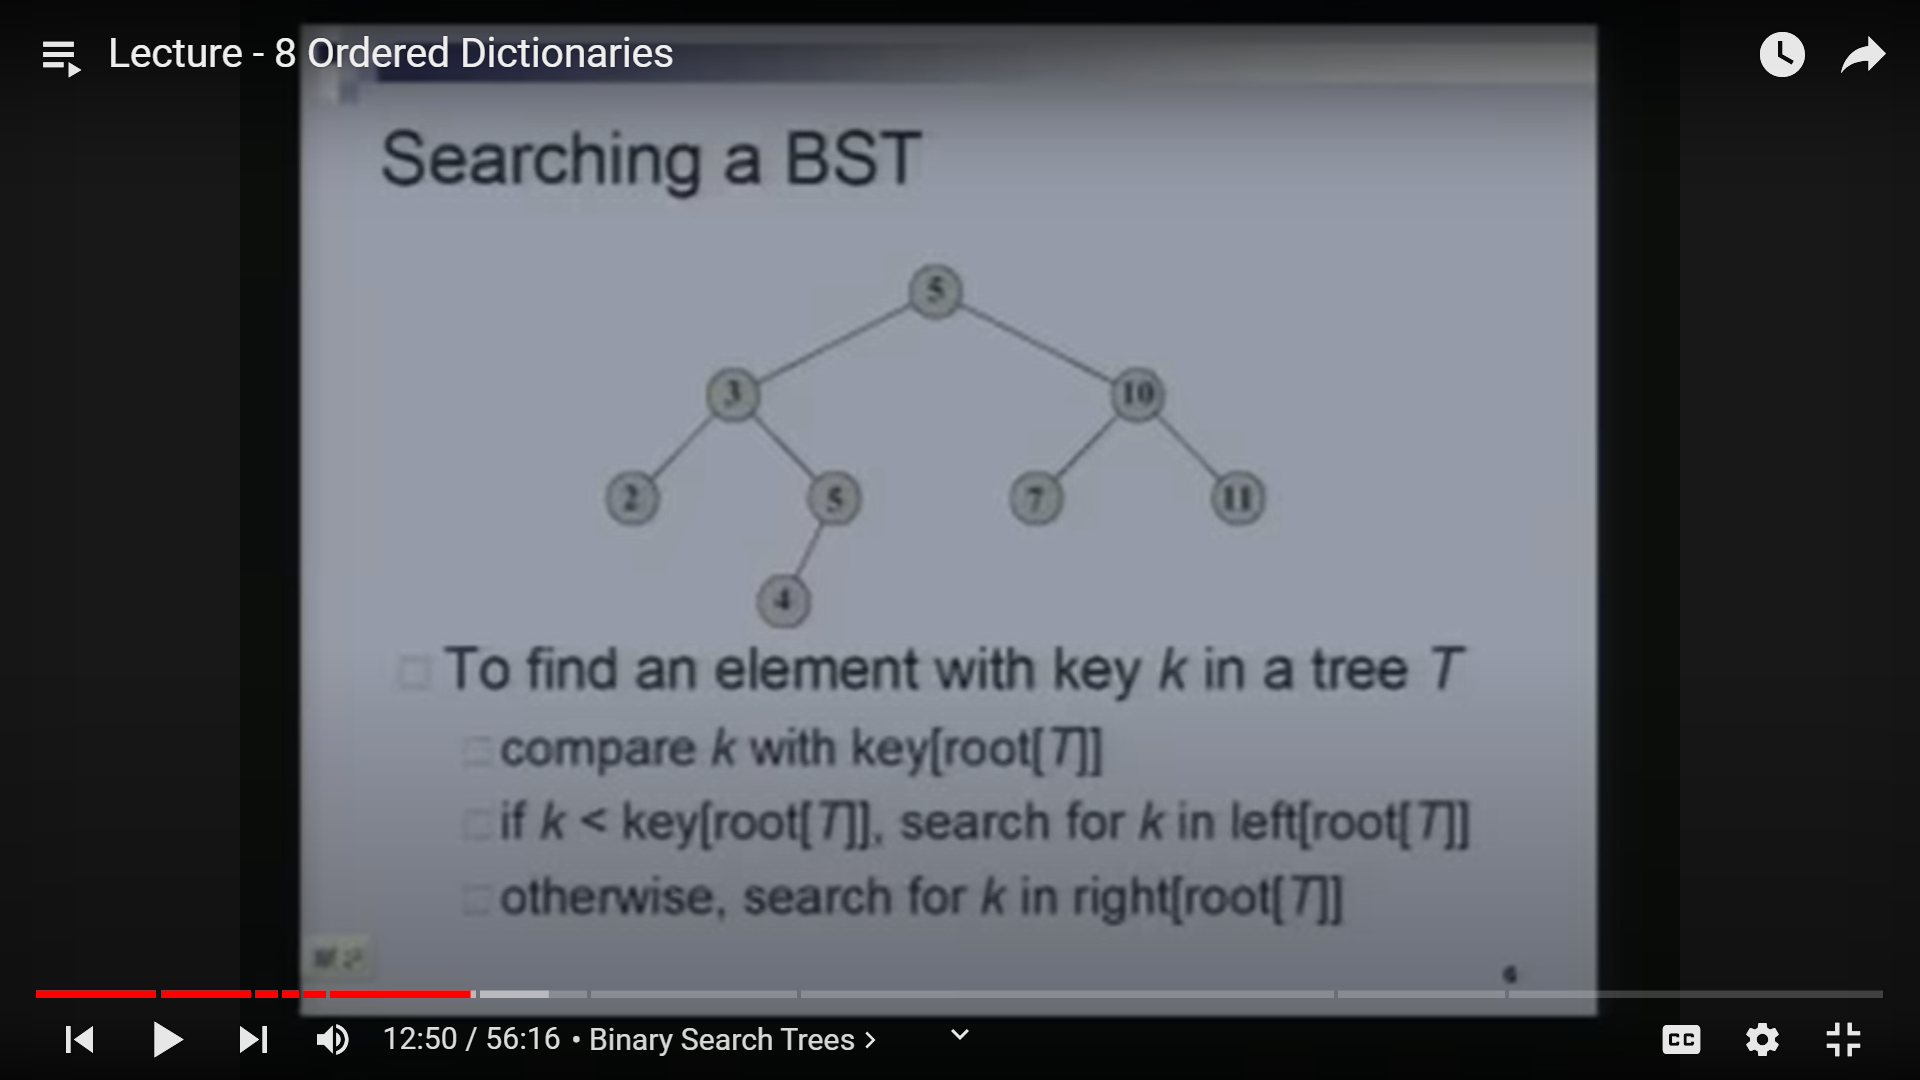 Lecture - 8 Ordered Dictionaries
Searching a BST
5
3 10
2 5 7 11
4
To find an element with key k in a tree T
compare k with key[root[T]]
if k < key[root[T]], search for k in left[root[T]]
otherwise, search for k in right[root[T]]
6
12:50 / 56:16 • Binary Search Trees >
CC